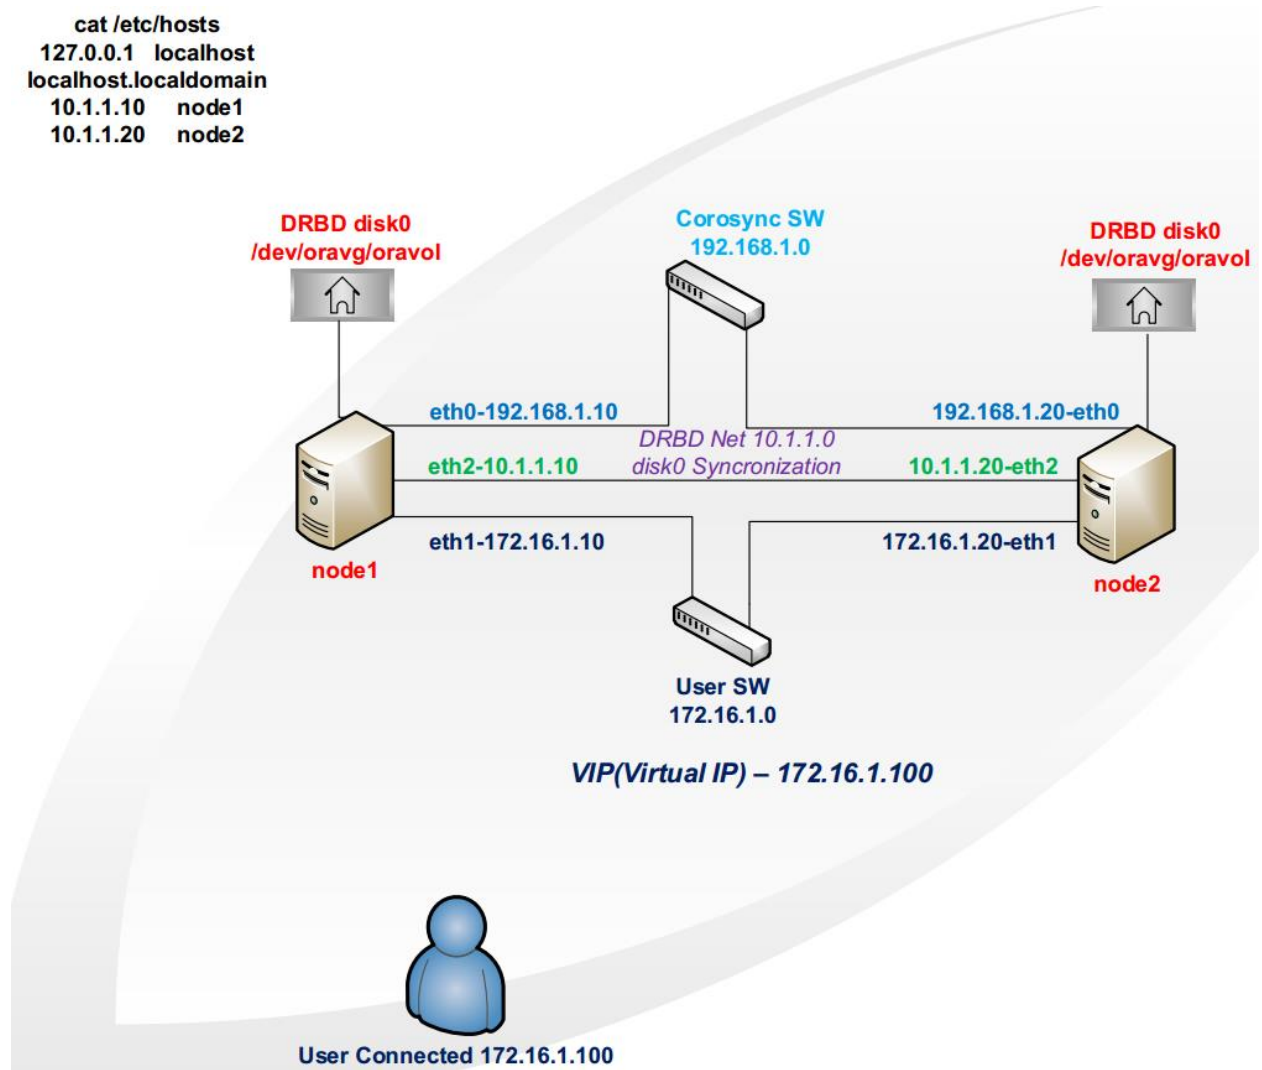 cat /etc/hosts
127.0.0.1 localhost
localhost.localdomain
10.1.1.10 node1
10.1.1.20 node2
DRBD disk0
/dev/oravg/oravol
Corosync SW
192.168.1.0
DRBD disk0
/dev/oravg/oravol
eth0-192.168.1.10
192.168.1.20-eth0
DRBD Net 10.1.1.0
disk0 Syncronization
eth2-10.1.1.10
10.1.1.20-eth2
eth1-172.16.1.10
172.16.1.20-eth1
node1
node2
User SW
172.16.1.0
VIP(Virtual IP) – 172.16.1.100
User Connected 172.16.1.100